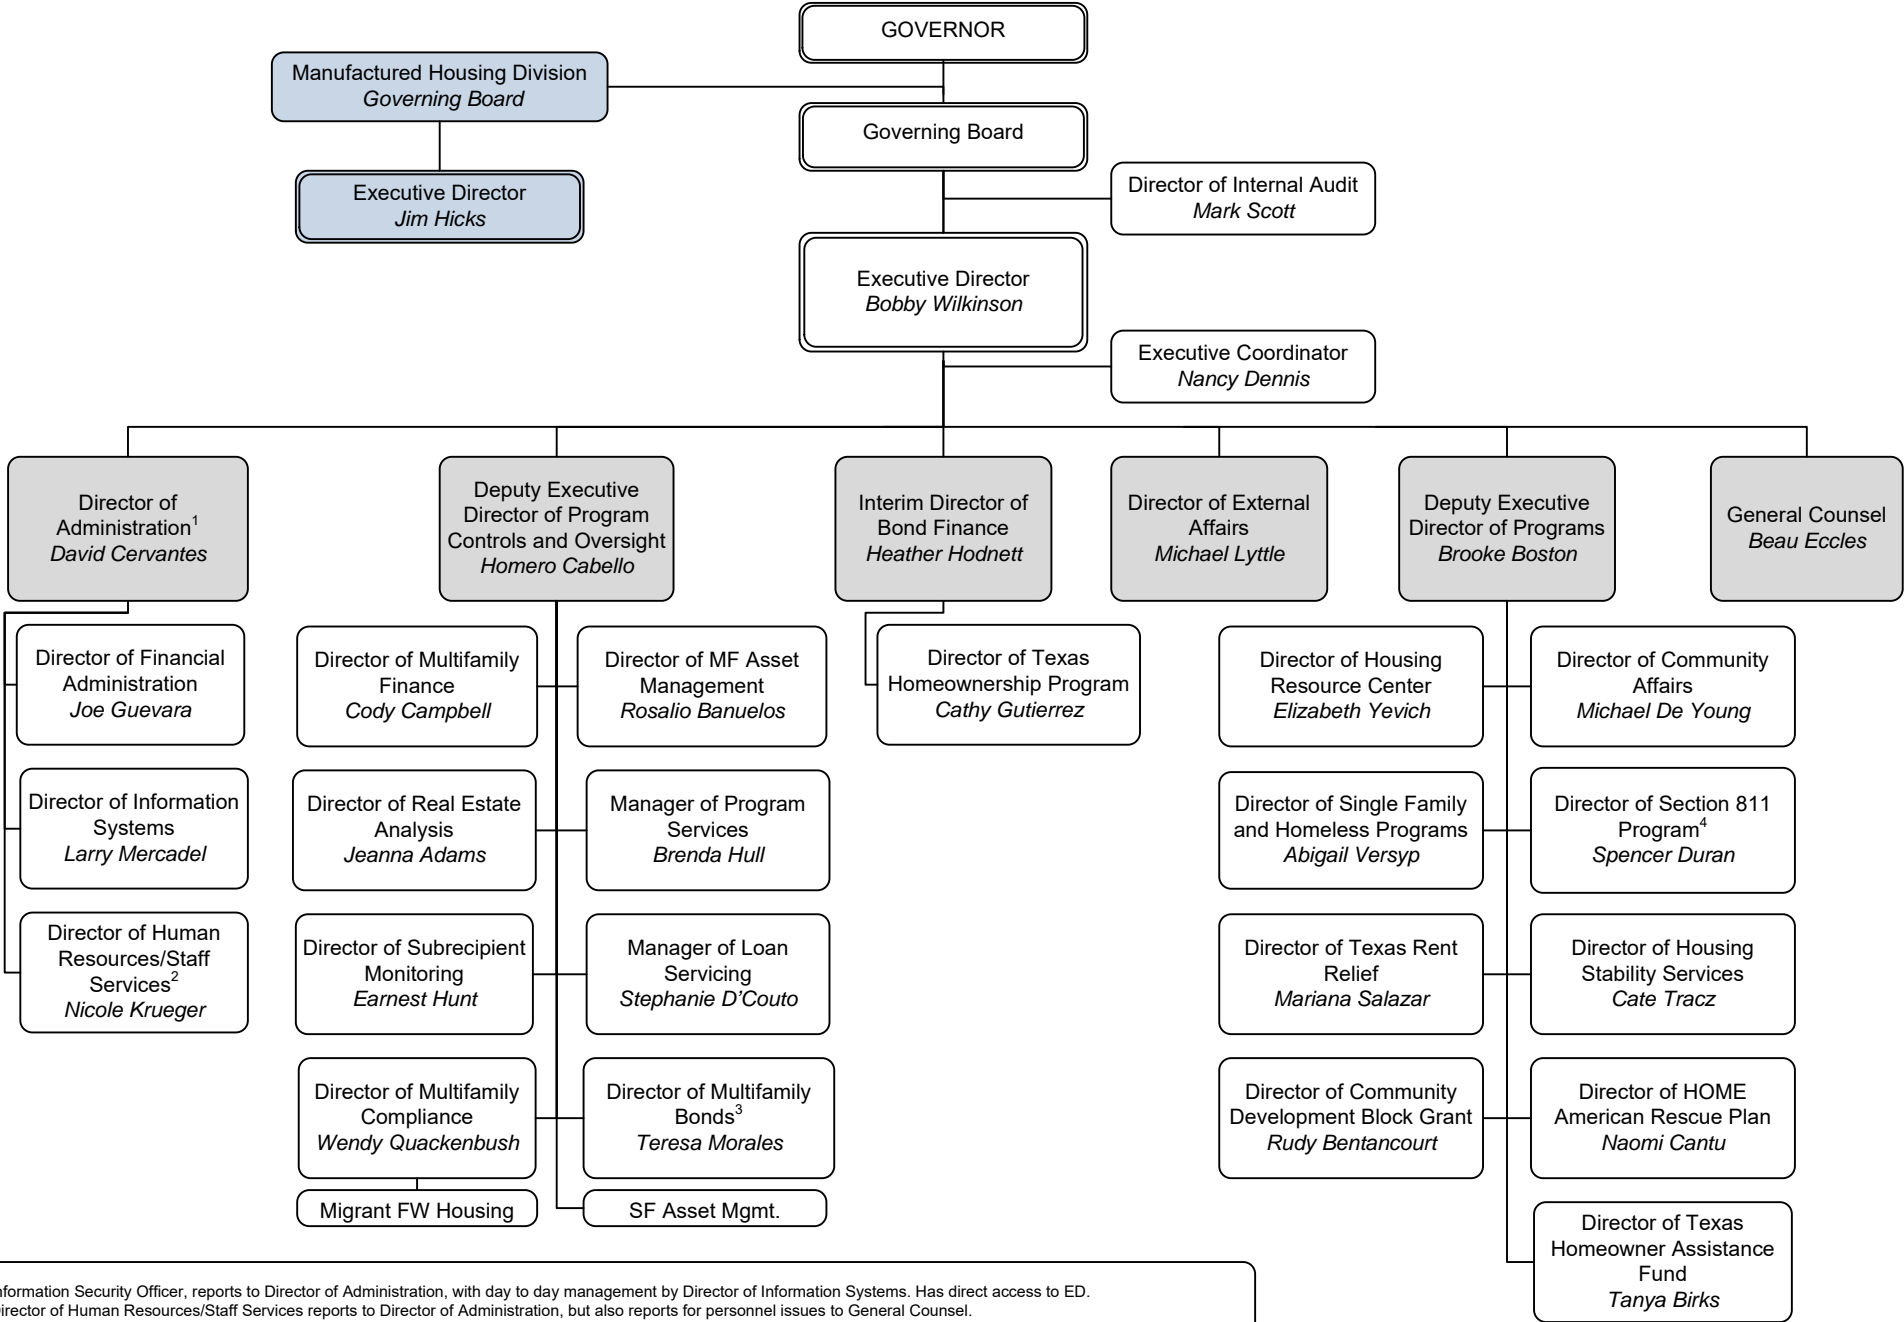 GOVERNOR
Manufactured Housing Division
Governing Board
Governing Board
Executive Director
Jim Hicks
Director of Internal Audit
Mark Scott
Executive Director
Bobby Wilkinson
Executive Coordinator
Nancy Dennis
Director of
Administration1
David Cervantes
Deputy Executive
Director of Program
Controls and Oversight
Homero Cabello
Interim Director of
Bond Finance
Heather Hodnett
Director of External
Affairs
Michael Lyttle
Deputy Executive
Director of Programs
Brooke Boston
General Counsel
Beau Eccles
Director of Financial
Administration
Joe Guevara
Director of Multifamily
Finance
Cody Campbell
Director of MF Asset
Management
Rosalio Banuelos
Director of Texas
Homeownership Program
Cathy Gutierrez
Director of Housing
Resource Center
Elizabeth Yevich
Director of Community
Affairs
Michael De Young
Director of Information
Systems
Larry Mercadel
Director of Real Estate
Analysis
Jeanna Adams
Manager of Program
Services
Brenda Hull
Director of Single Family
and Homeless Programs
Abigail Versyp
Director of Section 811
Program4
Spencer Duran
Director of Human
Resources/Staff
Services2
Nicole Krueger
Director of Subrecipient
Monitoring
Earnest Hunt
Manager of Loan
Servicing
Stephanie D’Couto
Director of Texas Rent
Relief
Mariana Salazar
Director of Housing
Stability Services
Cate Tracz
Director of Multifamily
Compliance
Wendy Quackenbush
Director of Multifamily
Bonds3
Teresa Morales
Director of Community
Development Block Grant
Rudy Bentancourt
Director of HOME
American Rescue Plan
Naomi Cantu
Migrant FW Housing
SF Asset Mgmt.
Director of Texas
Homeowner Assistance
Fund
Tanya Birks
nformation Security Officer, reports to Director of Administration, with day to day management by Director of Information Systems. Has direct access to ED.
Director of Human Resources/Staff Services reports to Director of Administration, but also reports for personnel issues to General Counsel.